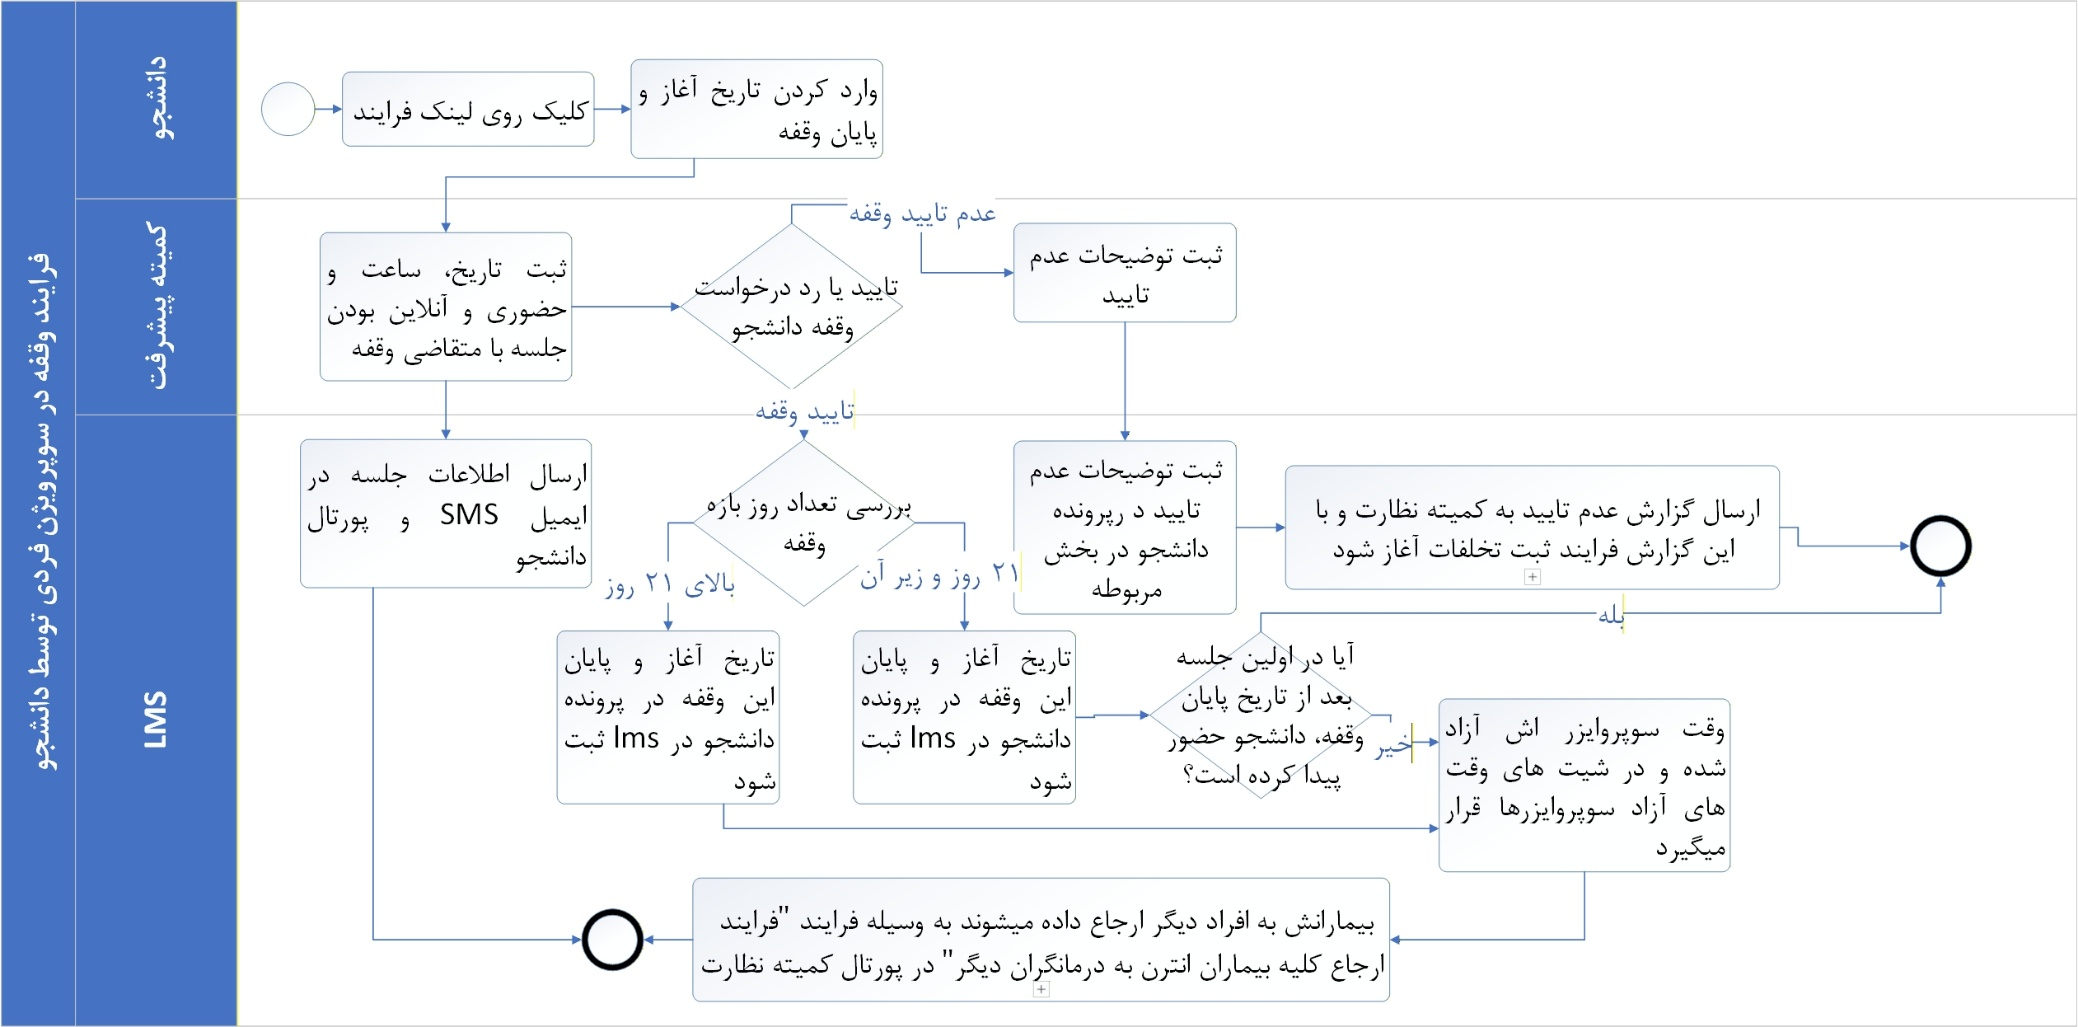 فرایند وقفه در سوپرویژن فردی توسط دانشجو
دانشجو
کلیک روی لینک فرایند
وارد کردن تاریخ آغاز و
پایان وقفه
کمیته پیشرفت
ثبت تاریخ، ساعت و
حضوری و آنلاین بودن
جلسه با متقاضی وقفه
تایید یا رد درخواست
وقفه دانشجو
عدم تایید وقفه
ثبت توضیحات عدم
تایید
تایید وقفه
LMS
ارسال اطلاعات جلسه در
ایمیل SMS و پورتال
دانشجو
بررسی تعداد روز بازه
وقفه
بالای ۲۱ روز
۲۱ روز و زیر آن
ثبت توضیحات عدم
تایید د رپرونده
دانشجو در بخش
مربوطه
ارسال گزارش عدم تایید به کمیته نظارت و با
این گزارش فرایند ثبت تخلفات آغاز شود
تاریخ آغاز و پایان
این وقفه در پرونده
دانشجو در lms ثبت
شود
تاریخ آغاز و پایان
این وقفه در پرونده
دانشجو در lms ثبت
شود
آیا در اولین جلسه
بعد از تاریخ پایان
وقفه، دانشجو حضور
پیدا کرده است؟
بله
خیر
وقت سوپروایزر اش آزاد
شده و در شیت های وقت
های آزاد سوپروایزرها قرار
میگیرد
بیمارانش به افراد دیگر ارجاع داده میشوند به وسیله فرایند "فرایند
ارجاع کلیه بیماران انترن به درمانگران دیگر" در پورتال کمیته نظارت